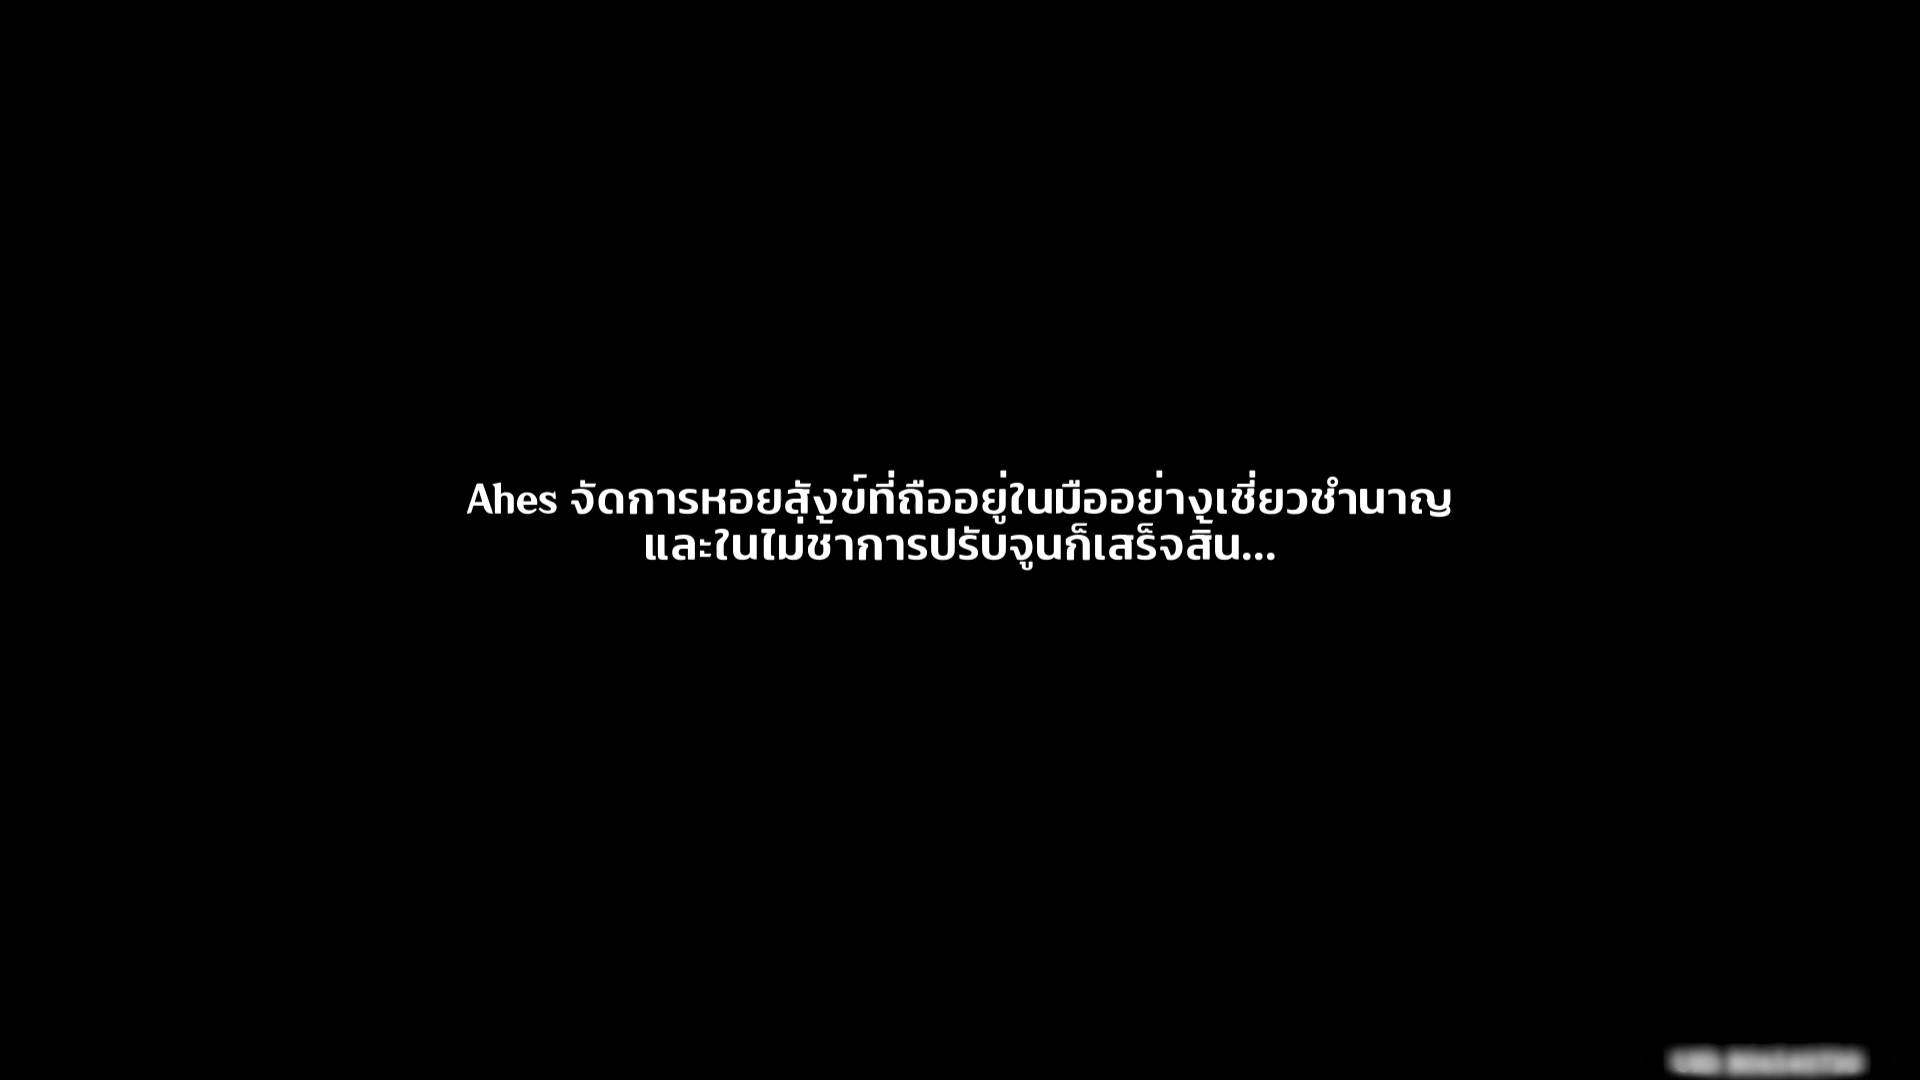 Ahes จัดการหอยสังข์ที่ถืออยู่ในมืออย่างเชี่ยวชำนาญ
และในไม่ช้าการปรับจูนก็เสร็จสิ้น...